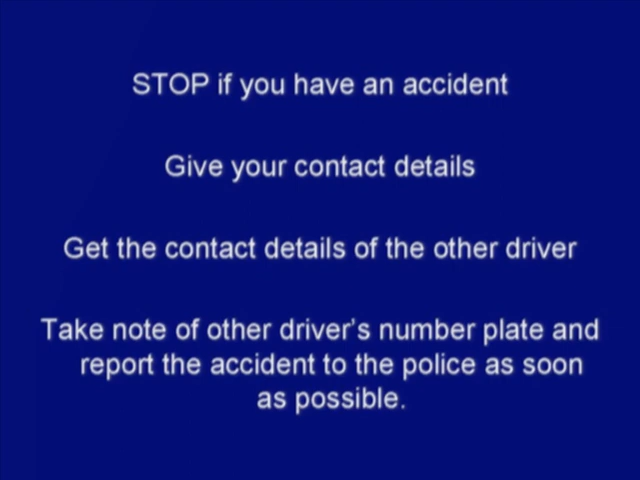 STOP if you have an accident
Give your contact details
Get the contact details of the other driver
Take note of other driver's number plate and
report the accident to the police as soon
as possible.